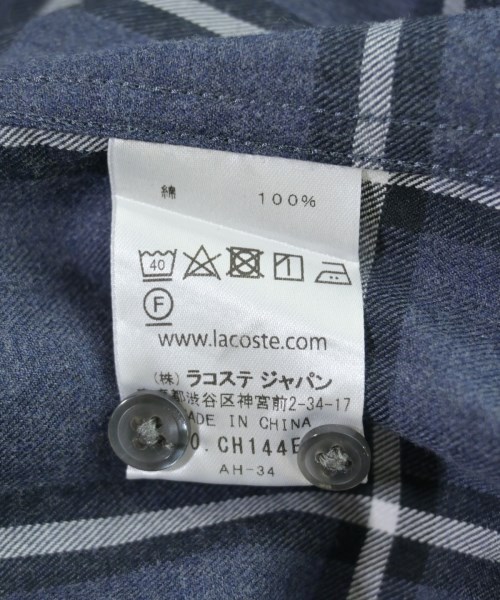 綿 100%
40
F
www.lacoste.com
(株) ラコステ ジャパン
都渋谷区神宮前2-34-17
MADE IN CHINA
CH144E
AH-34